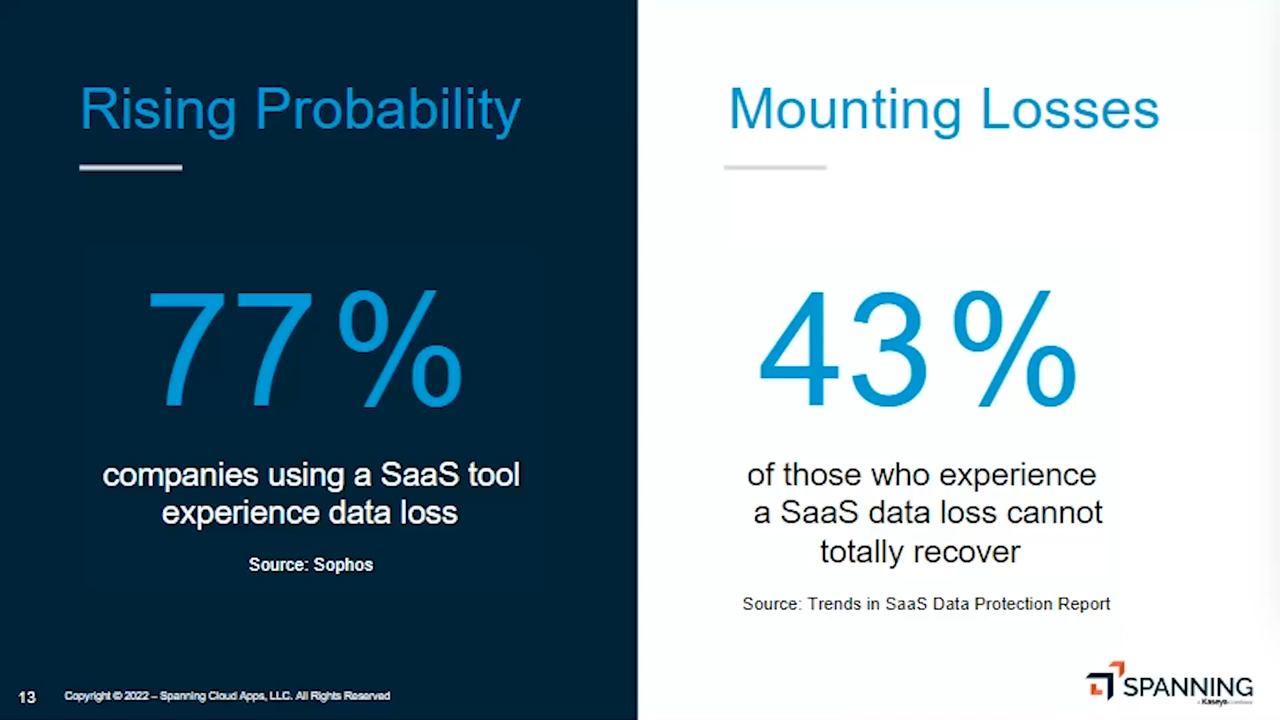 Rising Probability
77%
companies using a SaaS tool
experience data loss
Source: Sophos
Mounting Losses
43%
of those who experience
a SaaS data loss cannot
totally recover
Source: Trends in SaaS Data Protection Report
13
Copyright © 2022 – Spanning Cloud Apps, LLC. All Rights Reserved
SPANNING
Kaseya